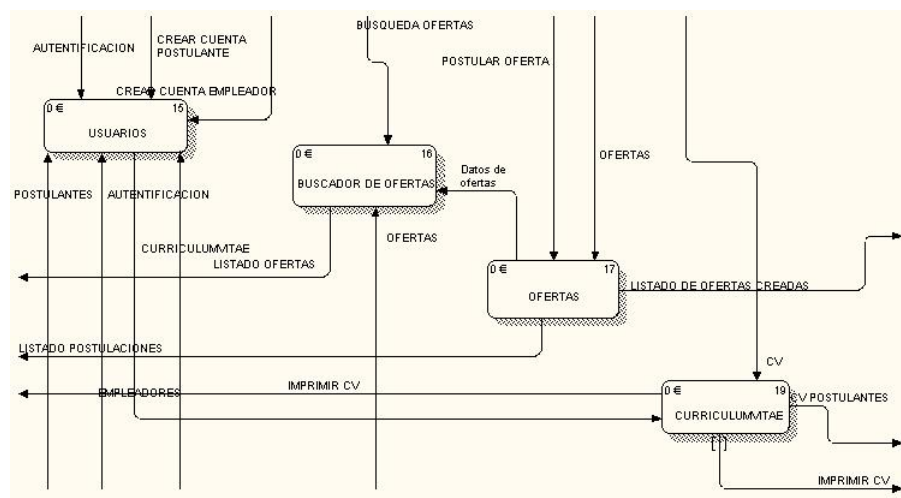 BUSQUEDA OFERTAS
AUTENTIFICACION
CREAR CUENTA
POSTULANTE
POSTULAR OFERTA
CREAR CUENTA EMPLEADOR
0 €
15
USUARIOS
0 €
16
BUSCADOR DE OFERTAS
OFERTAS
Datos de
ofertas
POSTULANTES
AUTENTIFICACION
OFERTAS
CURRICULUMVITAE
LISTADO OFERTAS
0 €
17
OFERTAS
LISTADO DE OFERTAS CREADAS
LISTADO POSTULACIONES
CV
IMPRIMIR CV
EMPLEADORES
0 €
19
CURRICULUMVITAE
CV POSTULANTES
[ ]
IMPRIMIR CV